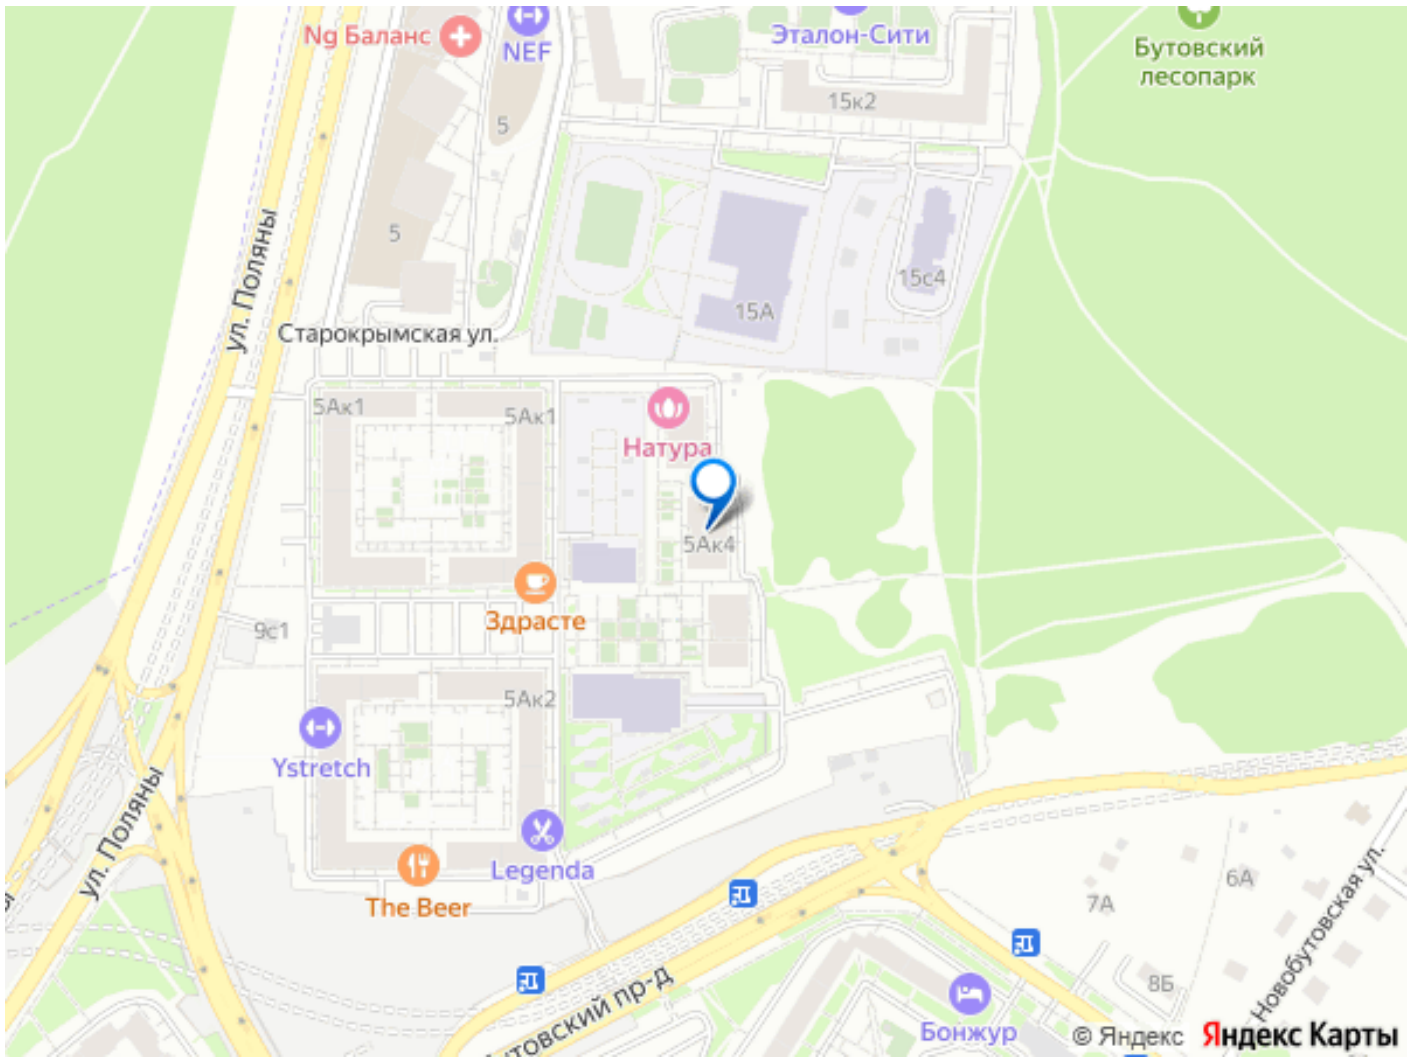 Ng Баланс
NEF
Эталон-Сити
Бутовский
лесопарк
15к2
5
5
ул. Поляны
15с4
15А
Старокрымская ул.
5Ак1
5Ак1
Натура
5Ак4
Здрасте
9с1
5Ак2
Ystretch
ул. Поляны
Legenda
The Beer
6А
7А
Новобутовская ул.
8Б
Бонжур
© Яндекс Яндекс Карты